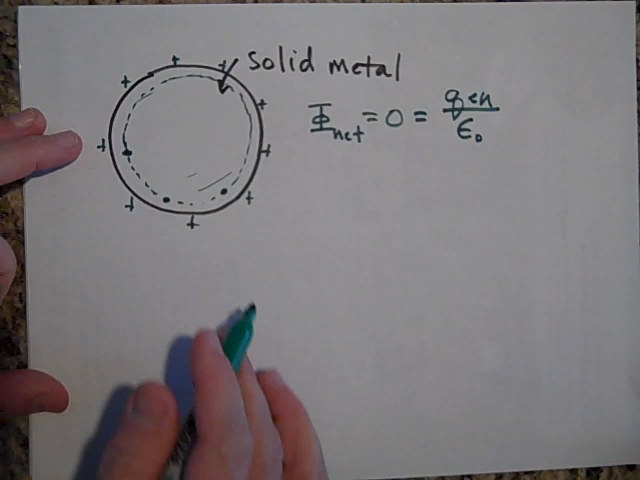 solid metal
Φnet = 0 = qen/ϵ₀
+ + + + + + + + + +